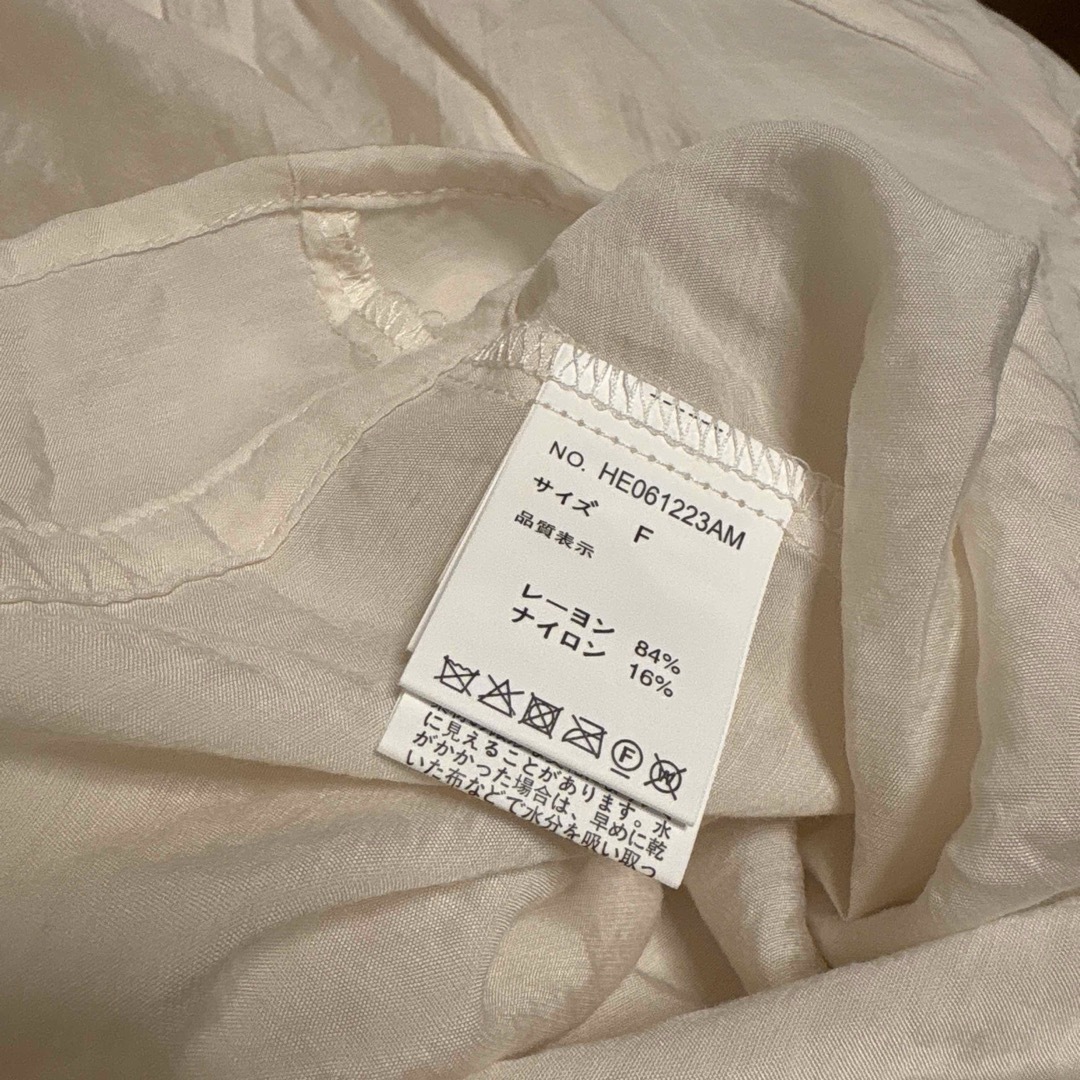 NO. HE061223AM
サイズ F
品質表示
レーヨン 84%
ナイロン 16%
F
W
に見えることがあります。水
がかかった場合は、早めに乾
いた布などで水分を吸い取っ